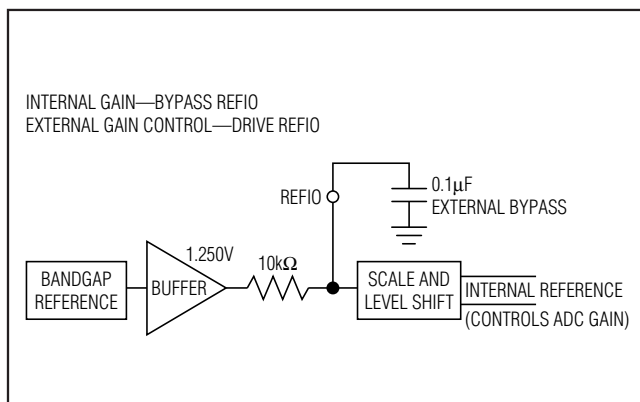 INTERNAL GAIN—BYPASS REFIO
EXTERNAL GAIN CONTROL—DRIVE REFIO
REFIO
0.1µF
EXTERNAL BYPASS
1.250V
10kΩ
BANDGAP
REFERENCE
BUFFER
SCALE AND
LEVEL SHIFT
INTERNAL REFERENCE
(CONTROLS ADC GAIN)